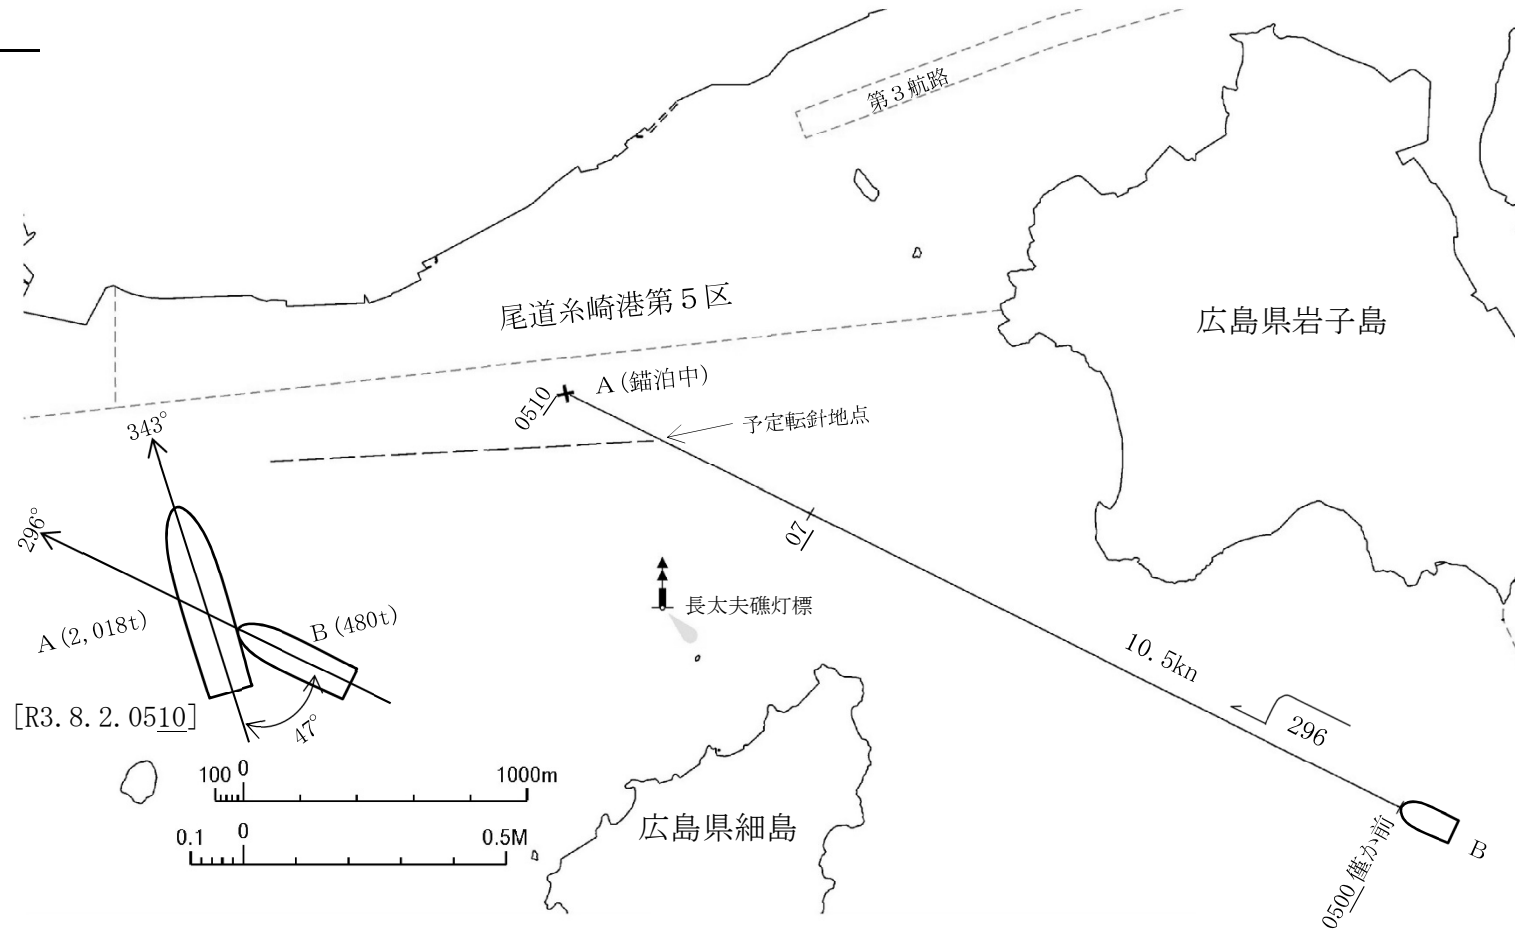 第３航路
尾道糸崎港第５区
広島県岩子島
A(錨泊中)
0510
予定転針地点
343°
296°
07
長太夫礁灯標
A(2,018t)
B(480t)
10.5kn
[R3.8.2.0510]
47°
296
100 0 1000m
0.1 0 0.5M
広島県細島
0500僅か前
B